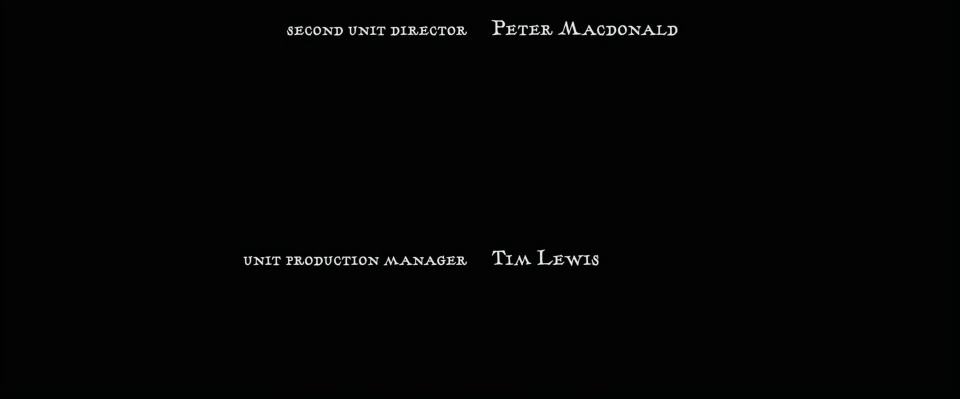 SECOND UNIT DIRECTOR PETER MACDONALD
UNIT PRODUCTION MANAGER TIM LEWIS